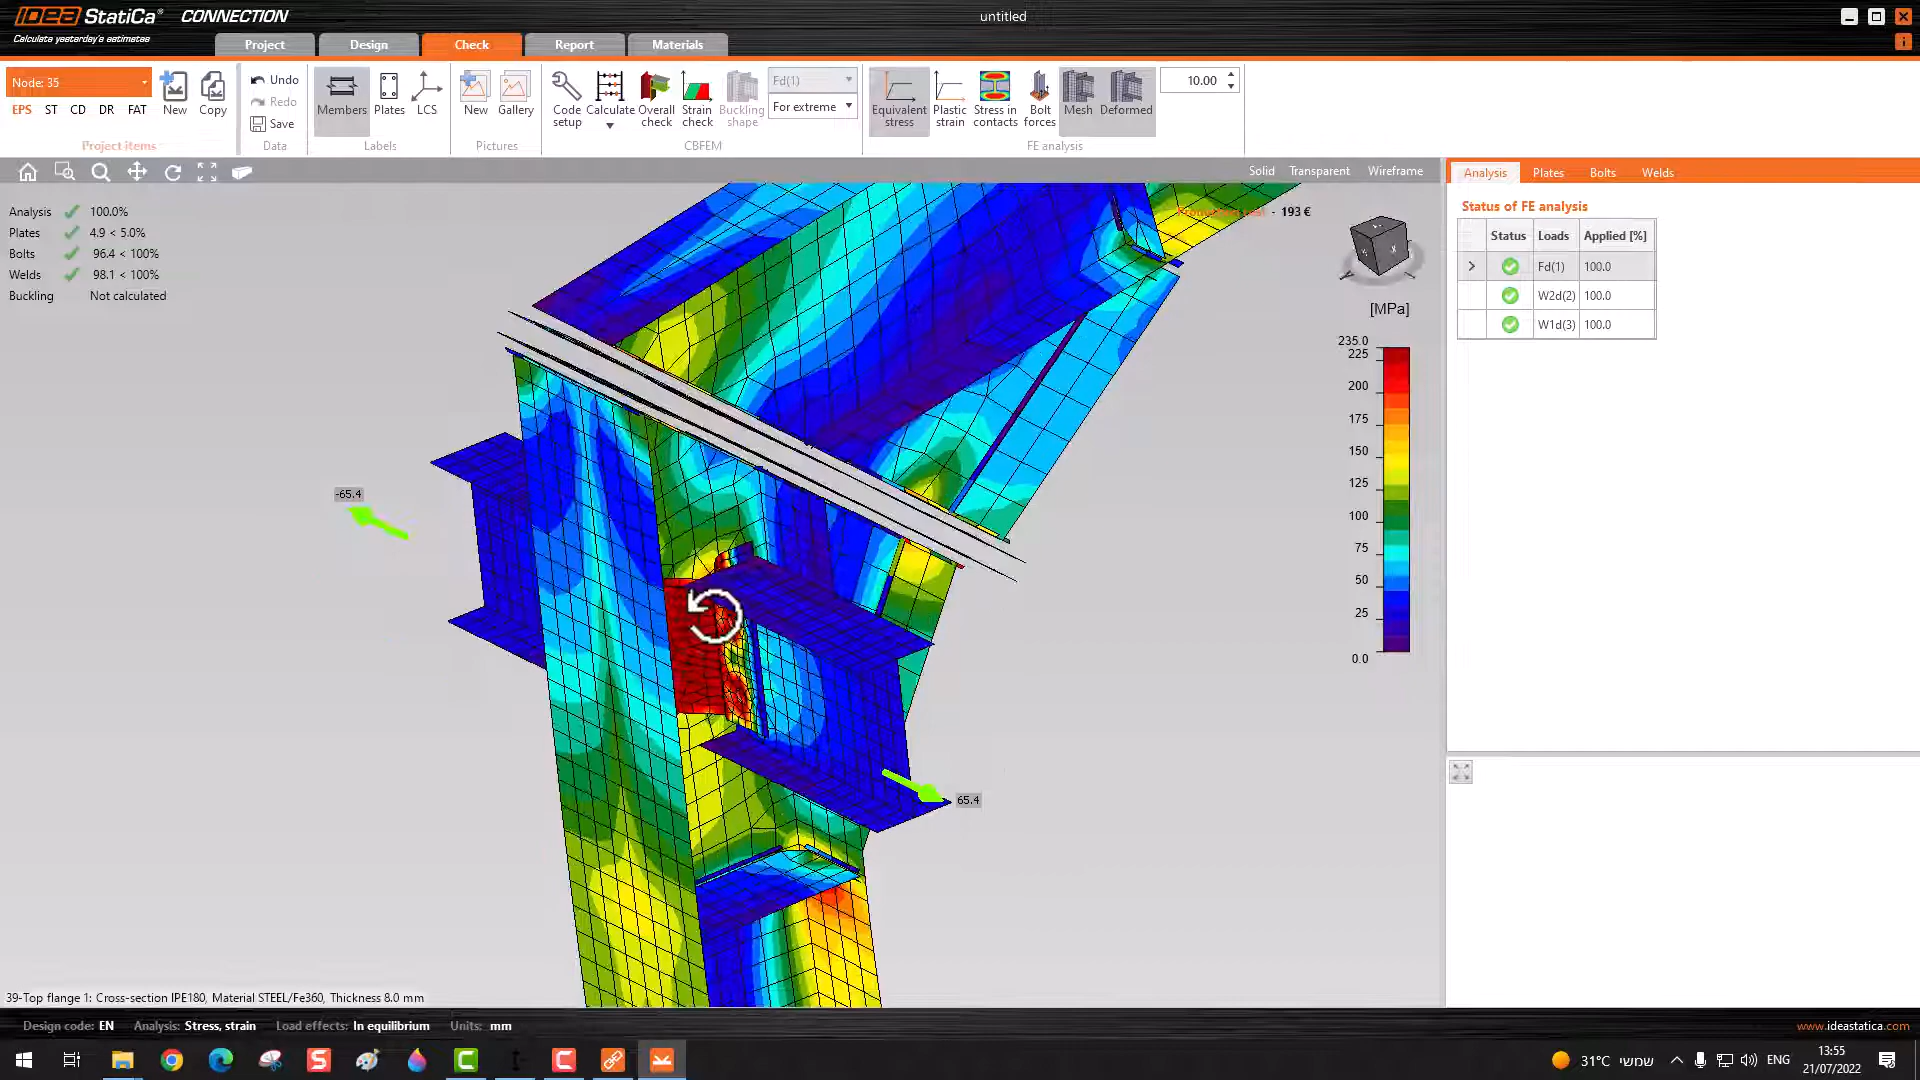 IDEA StatiCa® CONNECTION
Calculate yesterday's estimates
untitled
Project
Design
Check
Report
Materials
Node: 35
EPS ST CD DR FAT
New
Copy
Project items
Undo
Redo
Save
Data
Members
Plates
LCS
Labels
New
Gallery
Pictures
Code setup
Calculate
Overall check
Strain check
Buckling shape
Fd(1)
For extreme
CBFEM
Equivalent stress
Plastic strain
Stress in contacts
Bolt forces
Mesh
Deformed
10.00
FE analysis
Solid Transparent Wireframe
Analysis 100.0%
Plates 4.9 < 5.0%
Bolts 96.4 < 100%
Welds 98.1 < 100%
Buckling Not calculated
- 193 €
[MPa]
235.0
225
200
175
150
125
100
75
50
25
0.0
-65.4
65.4
39-Top flange 1: Cross-section IPE180, Material STEEL/Fe360, Thickness 8.0 mm
Analysis Plates Bolts Welds
Status of FE analysis
Status Loads Applied [%]
> Fd(1) 100.0
W2d(2) 100.0
W1d(3) 100.0
Design code: EN Analysis: Stress, strain Load effects: In equilibrium Units: mm
www.ideastatica.com
31°C שמשי
ENG
13:55
21/07/2022